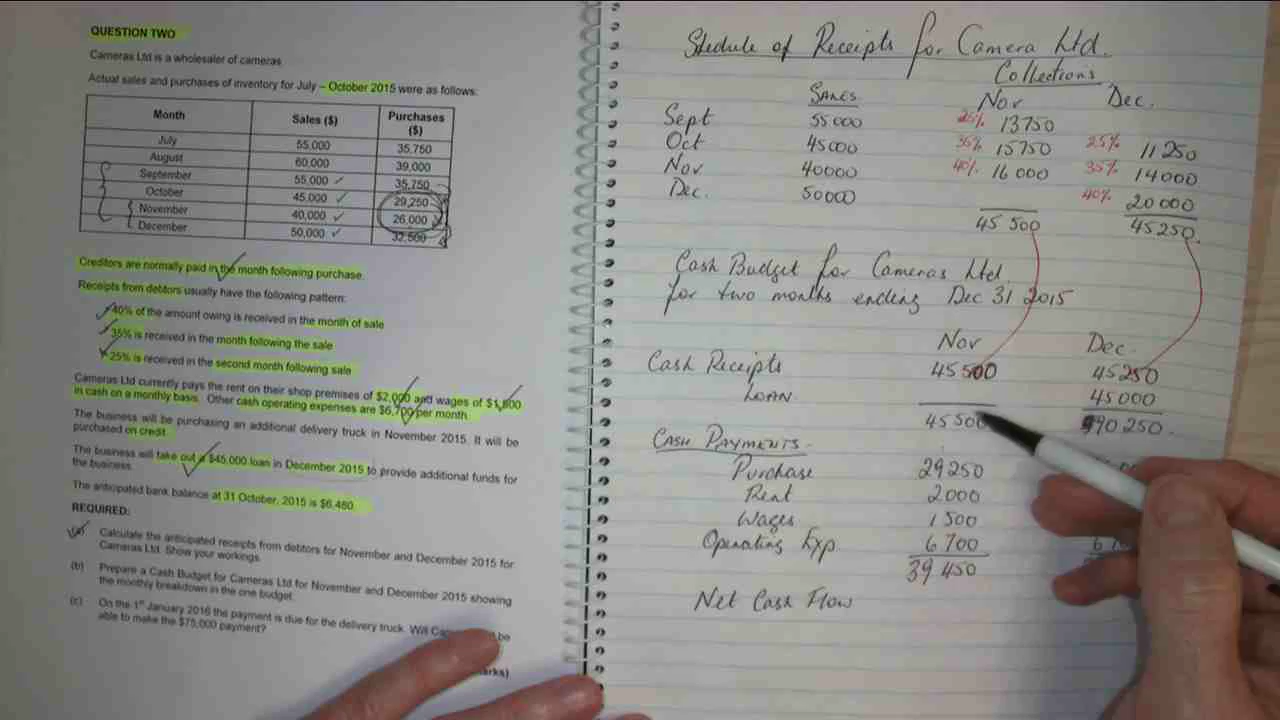 QUESTION TWO
Cameras Ltd is a wholesaler of cameras
Actual sales and purchases of inventory for July – October 2015 were as follows:
Month Sales ($) Purchases ($)
July 55,000 35,750
August 60,000 39,000
September 55,000 35,750
October 45,000 29,250
November 40,000 26,000
December 50,000 32,500
Creditors are normally paid in the month following purchase.
Receipts from debtors usually have the following pattern:
40% of the amount owing is received in the month of sale
35% is received in the month following the sale
25% is received in the second month following sale
Cameras Ltd currently pays the rent on their shop premises of $2,000 and wages of $1,500
in cash on a monthly basis. Other cash operating expenses are $6,700 per month.
The business will be purchasing an additional delivery truck in November 2015. It will be
purchased on credit.
The business will take out a $45,000 loan in December 2015 to provide additional funds for
the business.
The anticipated bank balance at 31 October, 2015 is $6,460.
REQUIRED:
(a) Calculate the anticipated receipts from debtors for November and December 2015 for
Cameras Ltd. Show your workings.
(b) Prepare a Cash Budget for Cameras Ltd for November and December 2015 showing
the monthly breakdown in the one budget.
(c) On the 1st January 2016 the payment is due for the delivery truck. Will be
able to make the $75,000 payment?
Shedule of Receipts for Camera Ltd.
Collections
SALES Nov Dec.
Sept 55000 25% 13750
Oct 45000 35% 15750 25% 11250
Nov 40000 40% 16000 35% 14000
Dec. 50000 40% 20000
45500 45250.
Cash Budget for Cameras Ltd
for two months ending Dec 31 2015
Nov Dec.
Cash Receipts 45500 45250
LOAN 45000
45500 90250.
CASH PAYMENTS.
Purchase 29250
Rent 2000
Wages 1500
Operating Exp. 6700
39450
Net Cash Flow